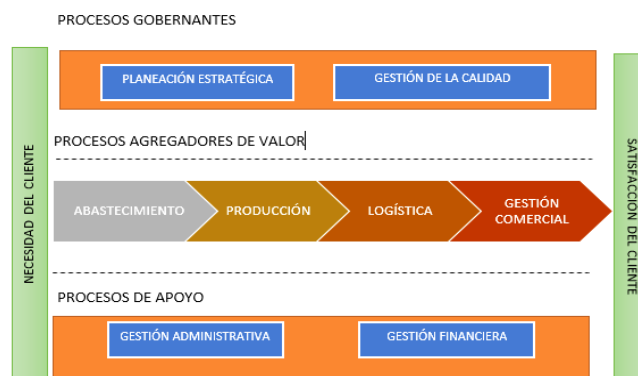 PROCESOS GOBERNANTES
NECESIDAD DEL CLIENTE
PLANEACIÓN ESTRATÉGICA
GESTIÓN DE LA CALIDAD
PROCESOS AGREGADORES DE VALOR
ABASTECIMIENTO
PRODUCCIÓN
LOGÍSTICA
GESTIÓN
COMERCIAL
SATISFACCION DEL CLIENTE
PROCESOS DE APOYO
GESTIÓN ADMINISTRATIVA
GESTIÓN FINANCIERA